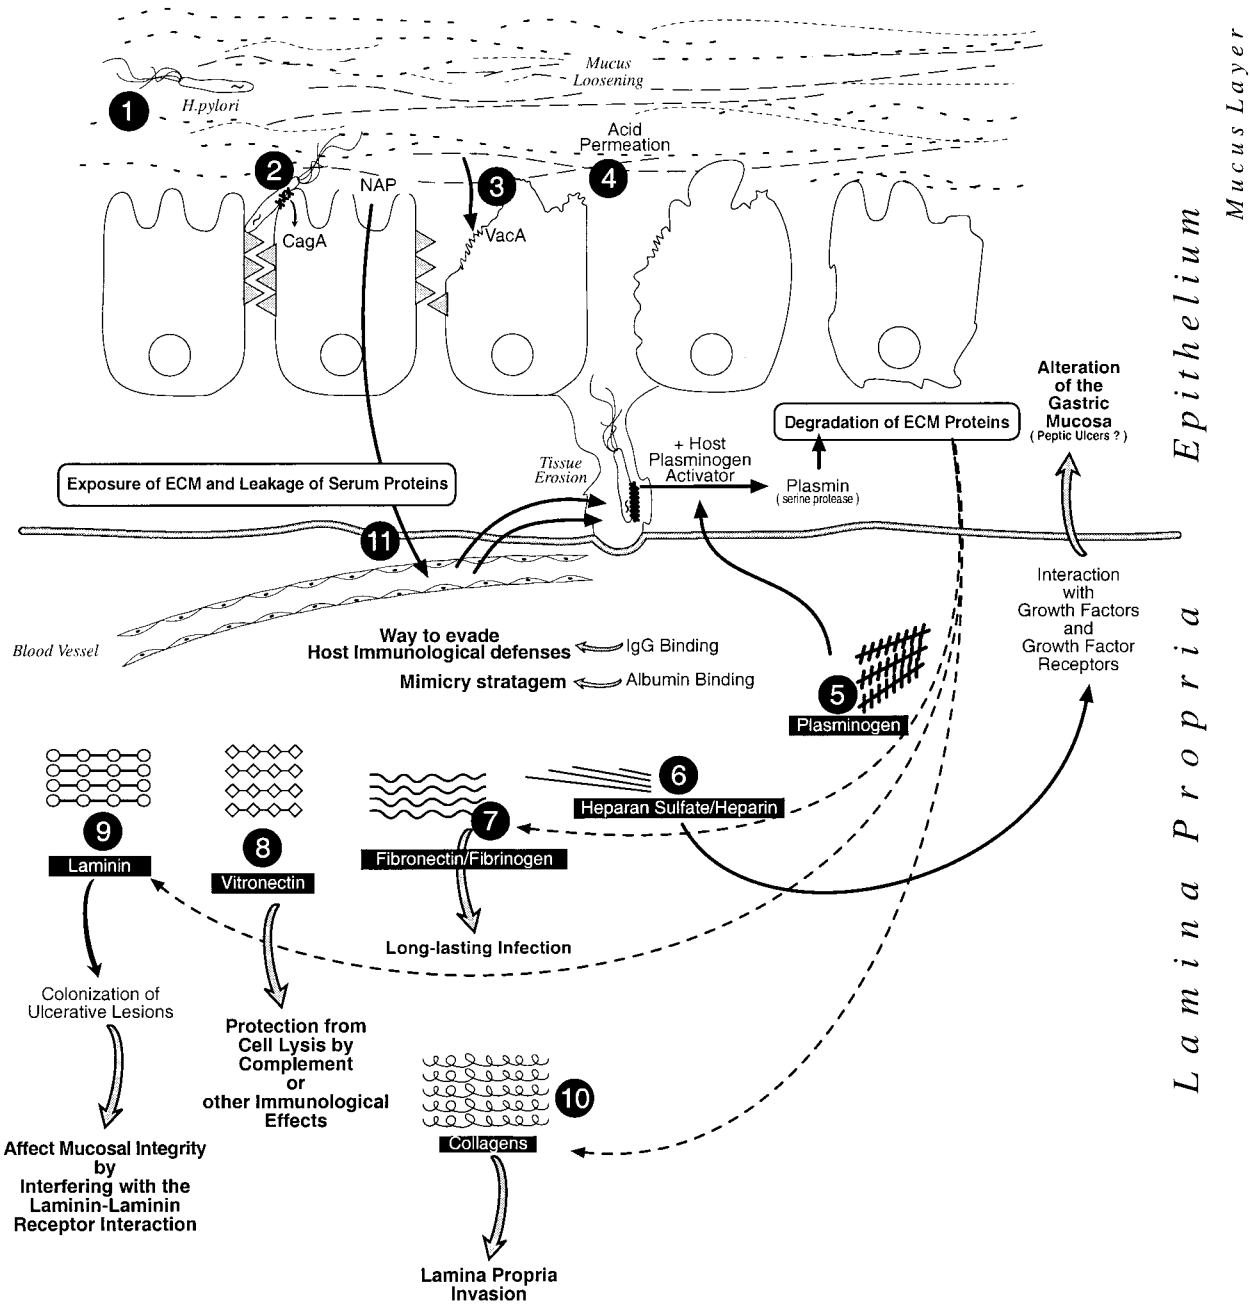 Mucus Layer
Mucus
Loosening
1
H.pylori
Acid
Permeation
2
NAP
3
4
CagA
VacA
Epithelium
Alteration
of the
Gastric
Mucosa
( Peptic Ulcers ? )
Degradation of ECM Proteins
+ Host
Plasminogen
Activator
Tissue
Erosion
Plasmin
( serine protease )
Exposure of ECM and Leakage of Serum Proteins
11
Interaction
with
Growth Factors
and
Growth Factor
Receptors
Blood Vessel
Way to evade
Host Immunological defenses
IgG Binding
Mimicry stratagem
Albumin Binding
5
Plasminogen
Lamina Propria
6
Heparan Sulfate/Heparin
7
Fibronectin/Fibrinogen
Long-lasting Infection
8
Vitronectin
Protection from
Cell Lysis by
Complement
or
other Immunological
Effects
9
Laminin
Colonization of
Ulcerative Lesions
Affect Mucosal Integrity
by
Interfering with the
Laminin-Laminin
Receptor Interaction
10
Collagens
Lamina Propria
Invasion